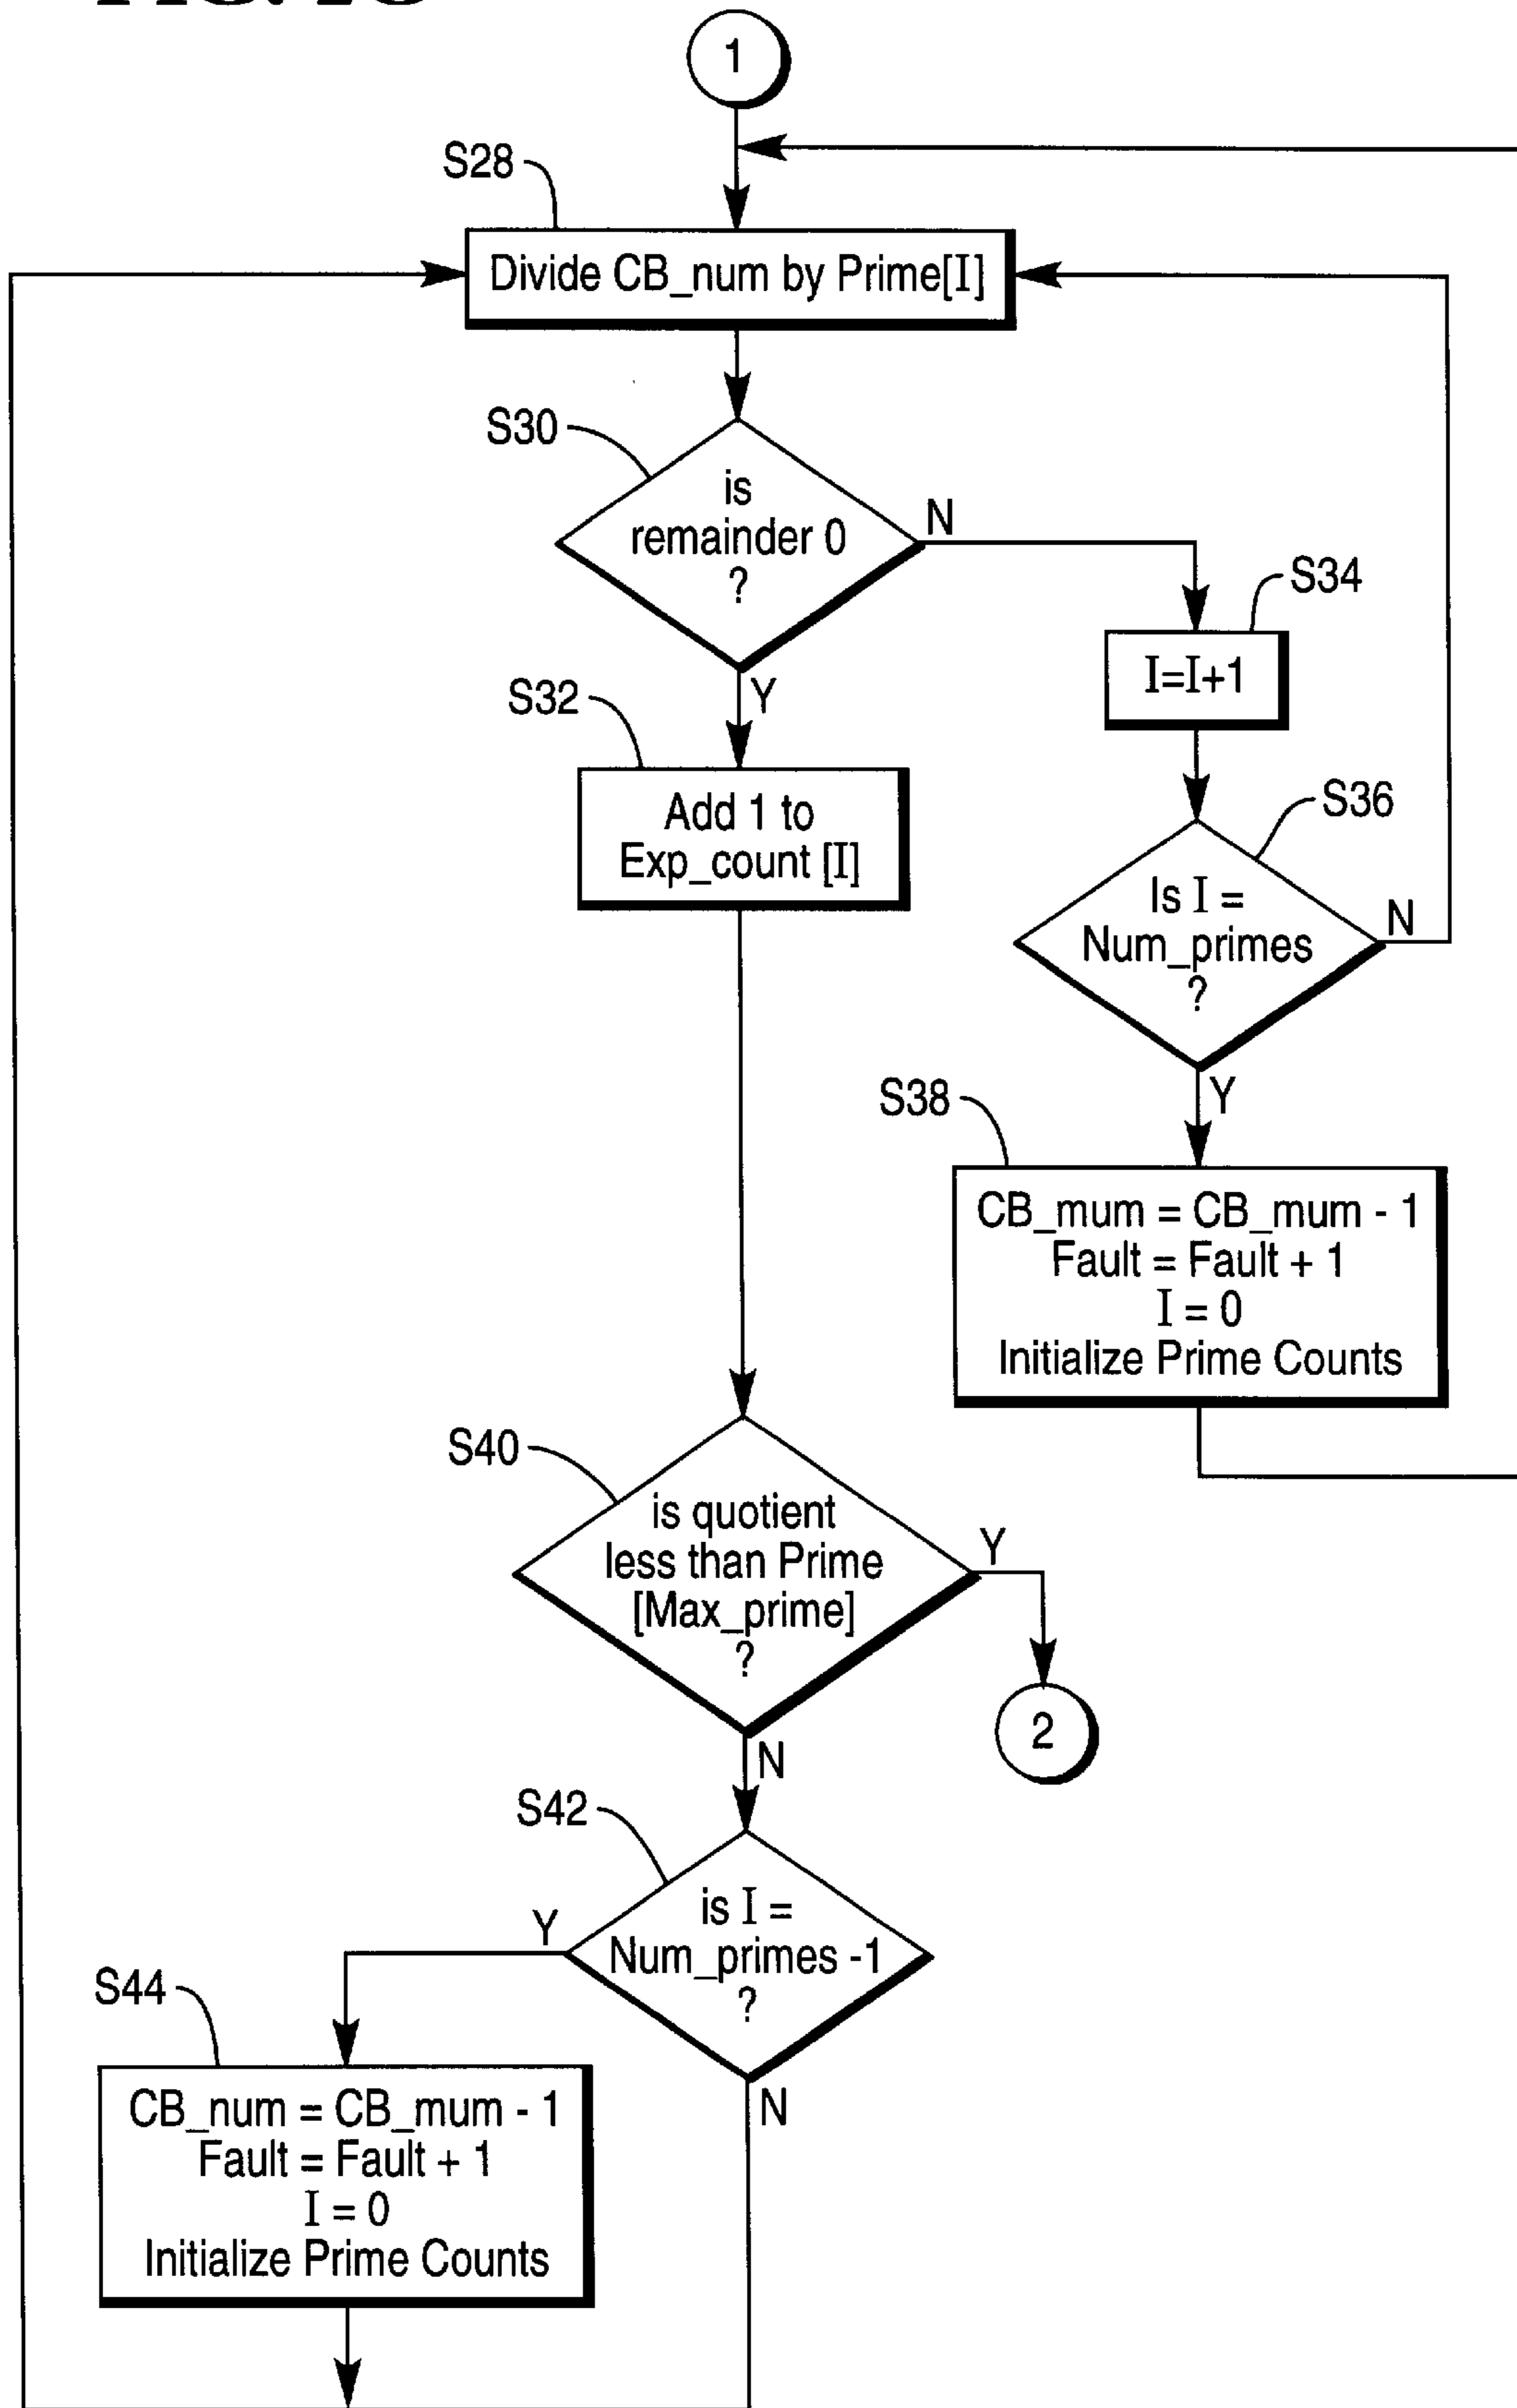 1
S28
Divide CB_num by Prime[I]
S30
is
remainder 0
?
N
S34
I=I+1
Y
S32
Add 1 to
Exp_count [I]
S36
Is I =
Num_primes
?
N
Y
S38
CB_mum = CB_mum - 1
Fault = Fault + 1
I = 0
Initialize Prime Counts
S40
is quotient
less than Prime
[Max_prime]
?
Y
2
N
S42
is I =
Num_primes -1
?
Y
S44
N
CB_num = CB_mum - 1
Fault = Fault + 1
I = 0
Initialize Prime Counts